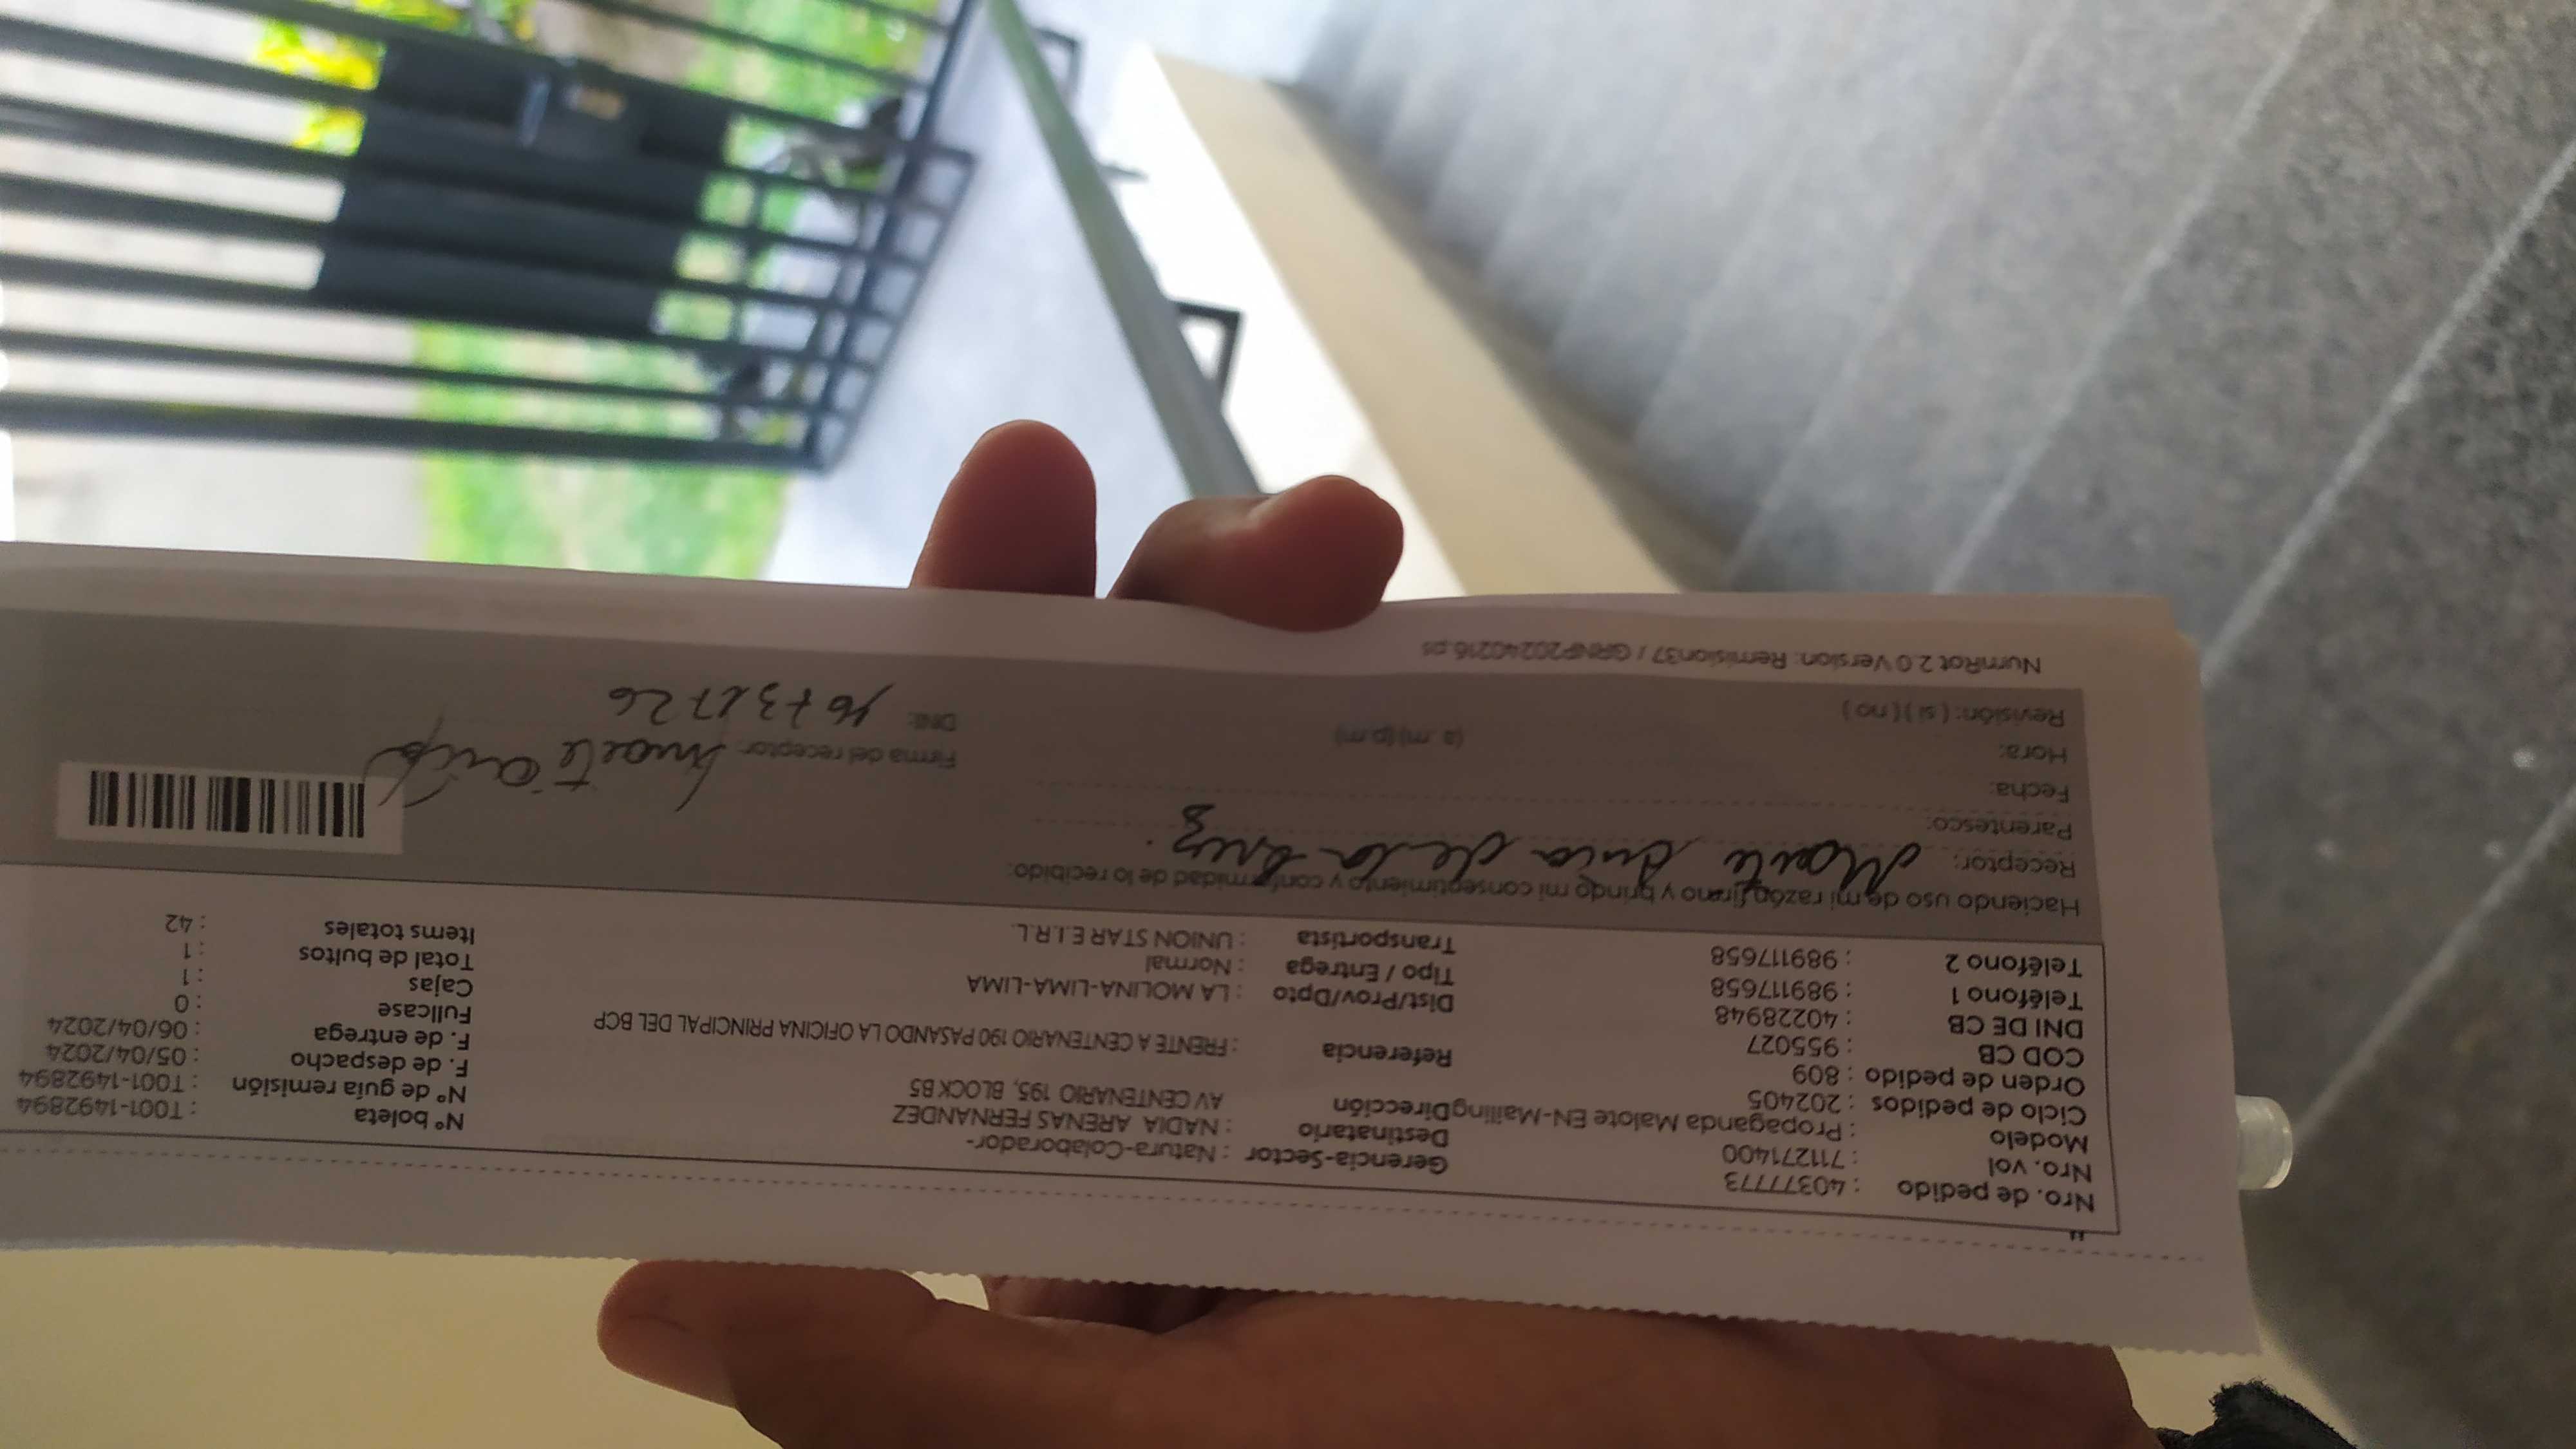 Nro. de pedido : 40377773
Nro. vol : 711271400
Modelo : Propaganda Malote EN-Mailing
Ciclo de pedidos : 202405
Orden de pedido : 809
COD CB : 955027
DNI DE CB : 40228948
Teléfono 1 : 989117658
Teléfono 2 : 989117658
Gerencia-Sector : Natura-Colaborador-
Destinatario : NADIA ARENAS FERNANDEZ
Dirección AV CENTENARIO 195, BLOCK B5
Referencia : FRENTE A CENTENARIO 190 PASANDO LA OFICINA PRINCIPAL DEL BCP
Dist/Prov/Dpto : LA MOLINA-LIMA-LIMA
Tipo / Entrega : Normal
Transportista : UNION STAR E.I.R.L.
N° boleta : T001-1492894
N° de guía remisión : T001-1492894
F. de despacho : 05/04/2024
F. de entrega : 06/04/2024
Fullcase : 0
Cajas : 1
Total de bultos : 1
Items totales : 42
Haciendo uso de mi razón firmo y brindo mi consentimiento y conformidad de lo recibido:
Receptor: de la
Parentesco:
Fecha:
Hora: (a. m) (p.m)
Revisión: ( si ) ( no )
Firma del receptor:
DNI:
NumRot 2.0 Version: Remision37 / GRNP20240216.ps